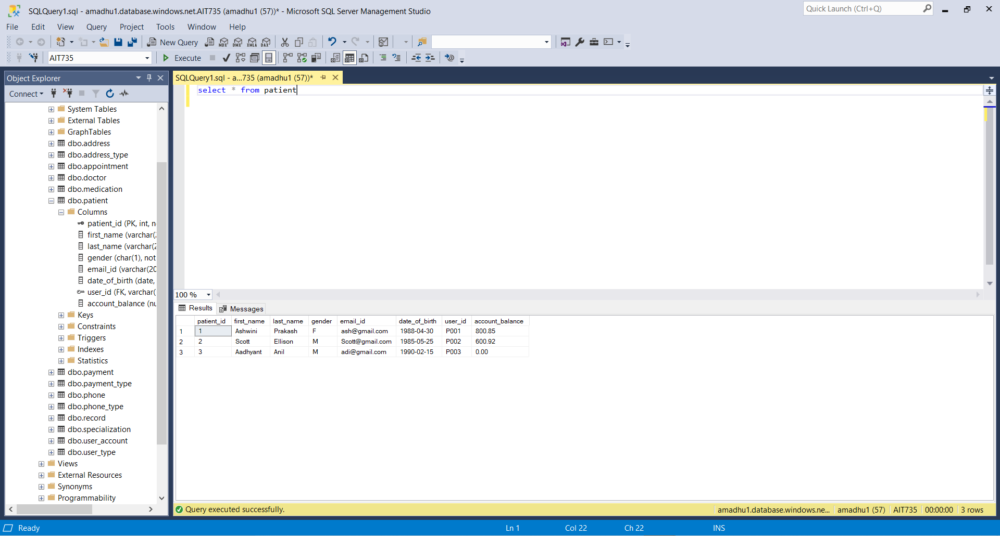 SQLQuery1.sql - amadhu1.database.windows.net.AIT735 (amadhu1 (57))* - Microsoft SQL Server Management Studio
Quick Launch (Ctrl+Q)
File Edit View Query Project Tools Window Help
New Query MDX DMX XMLA DAX
AIT735 Execute
Object Explorer
Connect
System Tables
External Tables
GraphTables
dbo.address
dbo.address_type
dbo.appointment
dbo.doctor
dbo.medication
dbo.patient
Columns
patient_id (PK, int, n
first_name (varchar(2
last_name (varchar(2
gender (char(1), not
email_id (varchar(20
date_of_birth (date,
user_id (FK, varchar(
account_balance (nu
Keys
Constraints
Triggers
Indexes
Statistics
dbo.payment
dbo.payment_type
dbo.phone
dbo.phone_type
dbo.record
dbo.specialization
dbo.user_account
dbo.user_type
Views
External Resources
Synonyms
Programmability
SQLQuery1.sql - a...735 (amadhu1 (57))*
select * from patient
100 %
Results Messages
patient_id first_name last_name gender email_id date_of_birth user_id account_balance
1 1 Ashwini Prakash F ash@gmail.com 1988-04-30 P001 800.85
2 2 Scott Ellison M Scott@gmail.com 1985-05-25 P002 600.92
3 3 Aadhyant Anil M adi@gmail.com 1990-02-15 P003 0.00
Query executed successfully.
amadhu1.database.windows.ne... amadhu1 (57) AIT735 00:00:00 3 rows
Ready Ln 1 Col 22 Ch 22 INS